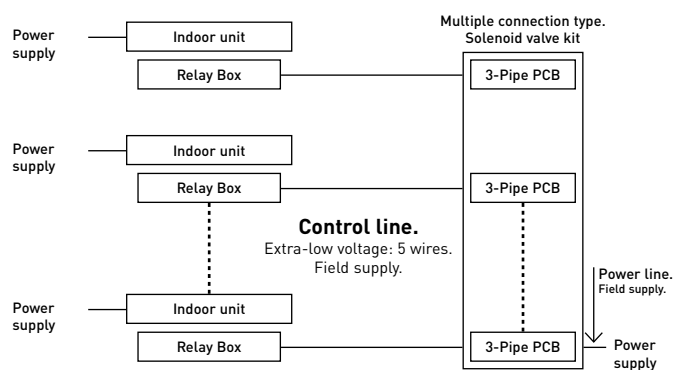 Multiple connection type.
Solenoid valve kit
Power
supply
Indoor unit
Relay Box
3-Pipe PCB
Power
supply
Indoor unit
Relay Box
3-Pipe PCB
Control line.
Extra-low voltage: 5 wires.
Field supply.
Power line.
Field supply.
Power
supply
Indoor unit
Relay Box
3-Pipe PCB
Power
supply